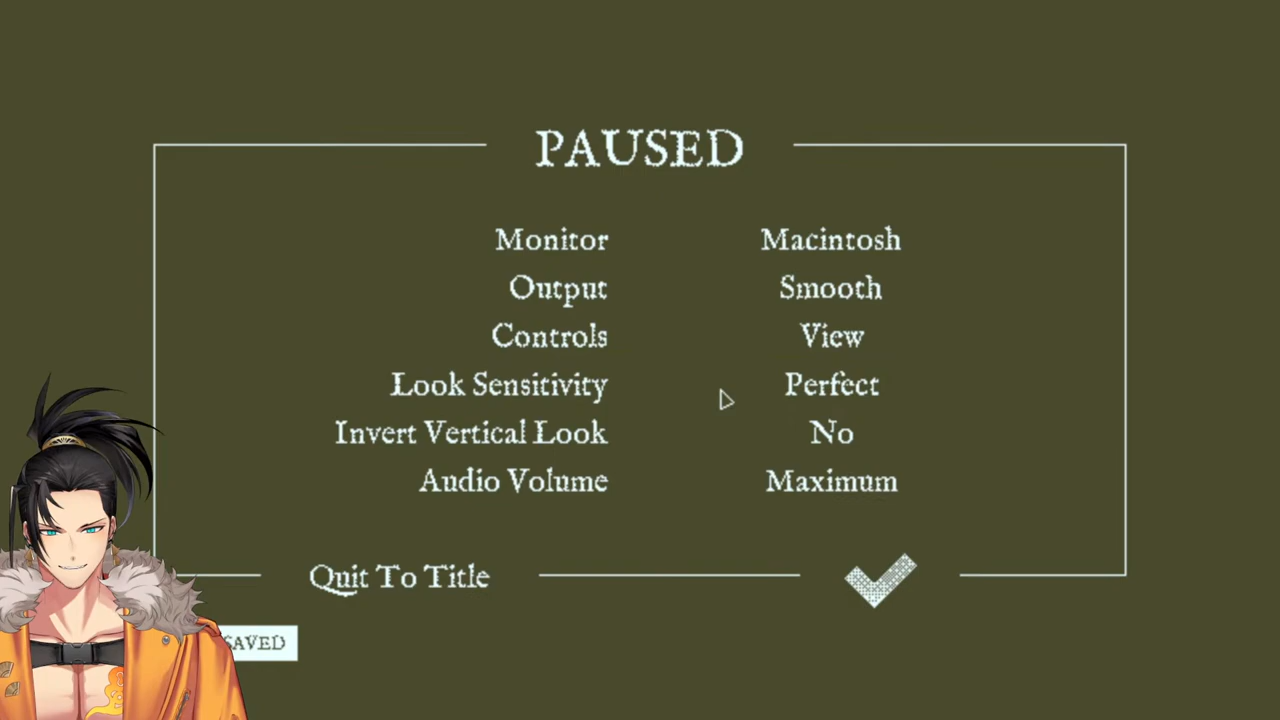 PAUSED
Monitor Macintosh
Output Smooth
Controls View
Look Sensitivity Perfect
Invert Vertical Look No
Audio Volume Maximum
Quit To Title
SAVED